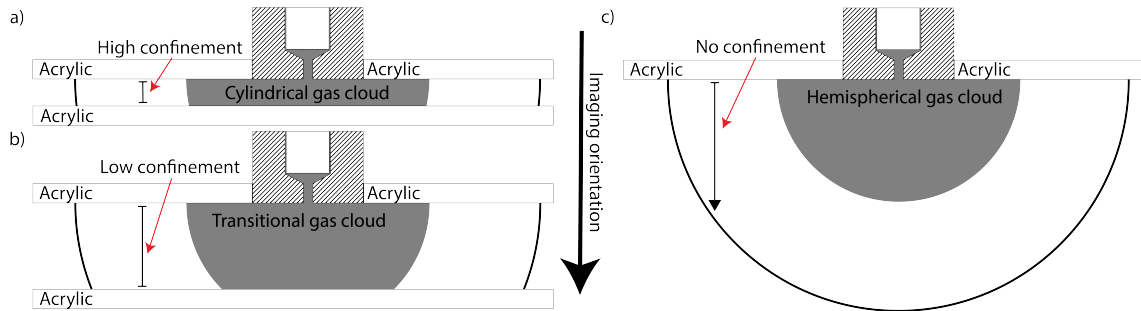 a)
High confinement
Acrylic
Acrylic
Cylindrical gas cloud
Acrylic
b)
Low confinement
Acrylic
Acrylic
Transitional gas cloud
Acrylic
Imaging orientation
c)
No confinement
Acrylic
Acrylic
Hemispherical gas cloud